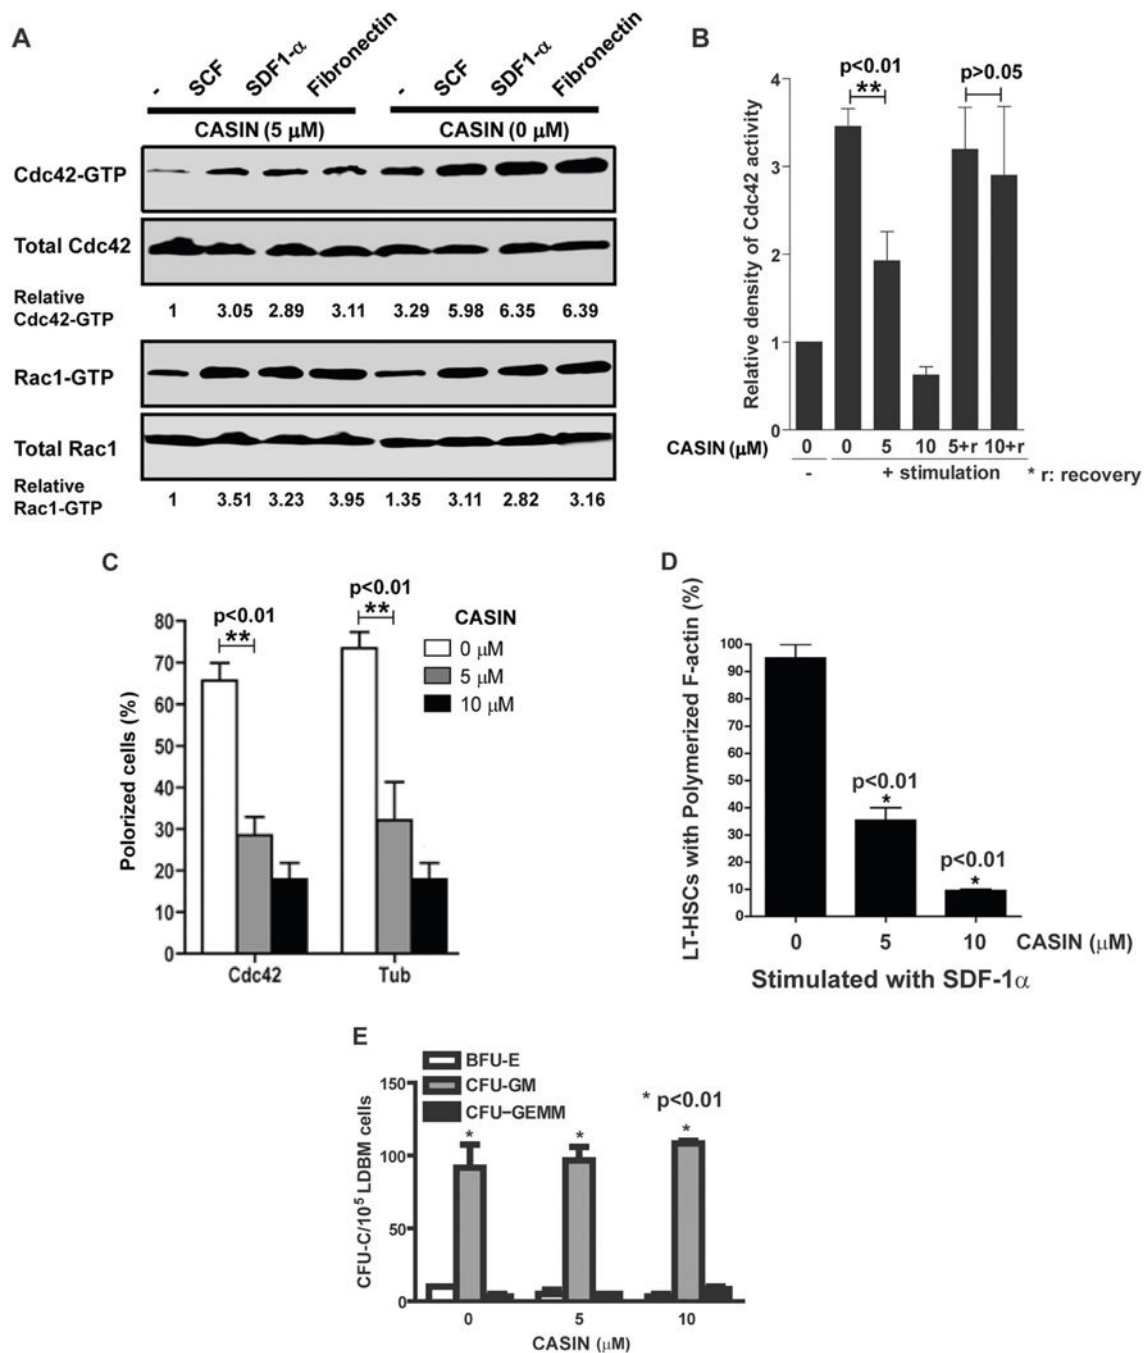 A
- SCF SDF1-α Fibronectin - SCF SDF1-α Fibronectin
CASIN (5 μM) CASIN (0 μM)
Cdc42-GTP
Total Cdc42
Relative
Cdc42-GTP 1 3.05 2.89 3.11 3.29 5.98 6.35 6.39
Rac1-GTP
Total Rac1
Relative
Rac1-GTP 1 3.51 3.23 3.95 1.35 3.11 2.82 3.16
B
p<0.01 p>0.05
**
Relative density of Cdc42 activity
4
3
2
1
0
CASIN (μM) 0 0 5 10 5+r 10+r
- + stimulation * r: recovery
C
p<0.01 p<0.01
** **
CASIN
0 μM
5 μM
10 μM
Polorized cells (%)
80
70
60
50
40
30
20
10
0
Cdc42 Tub
D
LT-HSCs with Polymerized F-actin (%)
100
90
80
70
60
50
40
30
20
10
0
p<0.01
*
p<0.01
*
0 5 10 CASIN (μM)
Stimulated with SDF-1α
E
BFU-E
CFU-GM
CFU-GEMM
* p<0.01
* * *
CFU-C/10⁵ LDBM cells
150
100
50
0
0 5 10
CASIN (μM)